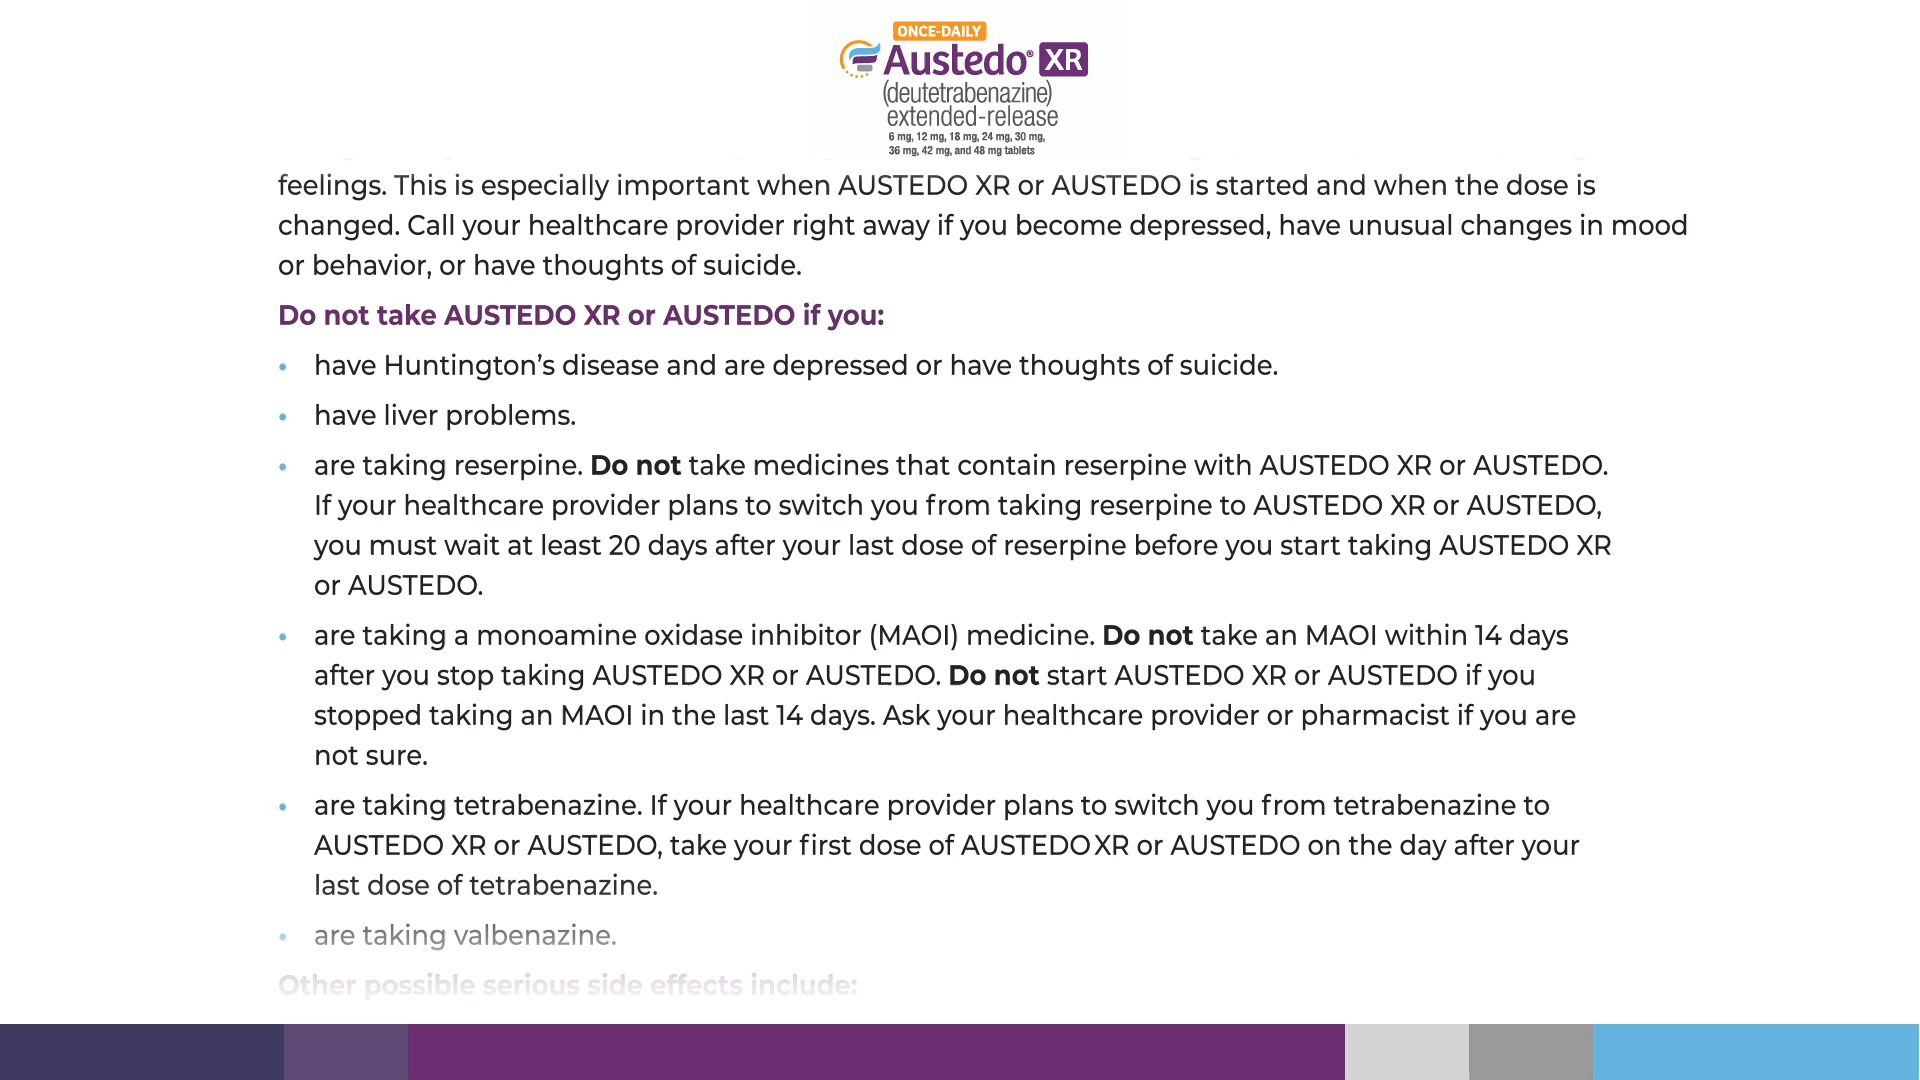 ONCE-DAILY
Austedo® XR
(deutetrabenazine)
extended-release
6 mg, 12 mg, 18 mg, 24 mg, 30 mg,
36 mg, 42 mg, and 48 mg tablets
feelings. This is especially important when AUSTEDO XR or AUSTEDO is started and when the dose is
changed. Call your healthcare provider right away if you become depressed, have unusual changes in mood
or behavior, or have thoughts of suicide.
Do not take AUSTEDO XR or AUSTEDO if you:
• have Huntington’s disease and are depressed or have thoughts of suicide.
• have liver problems.
• are taking reserpine. Do not take medicines that contain reserpine with AUSTEDO XR or AUSTEDO.
If your healthcare provider plans to switch you from taking reserpine to AUSTEDO XR or AUSTEDO,
you must wait at least 20 days after your last dose of reserpine before you start taking AUSTEDO XR
or AUSTEDO.
• are taking a monoamine oxidase inhibitor (MAOI) medicine. Do not take an MAOI within 14 days
after you stop taking AUSTEDO XR or AUSTEDO. Do not start AUSTEDO XR or AUSTEDO if you
stopped taking an MAOI in the last 14 days. Ask your healthcare provider or pharmacist if you are
not sure.
• are taking tetrabenazine. If your healthcare provider plans to switch you from tetrabenazine to
AUSTEDO XR or AUSTEDO, take your first dose of AUSTEDO XR or AUSTEDO on the day after your
last dose of tetrabenazine.
• are taking valbenazine.
Other possible serious side effects include: